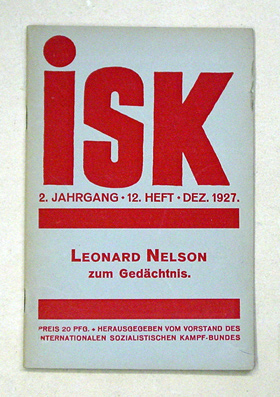 iSK
2. JAHRGANG • 12. HEFT • DEZ. 1927.
LEONARD NELSON
zum Gedächtnis.
PREIS 20 PFG. • HERAUSGEGEBEN VOM VORSTAND DES
INTERNATIONALEN SOZIALISTISCHEN KAMPF-BUNDES